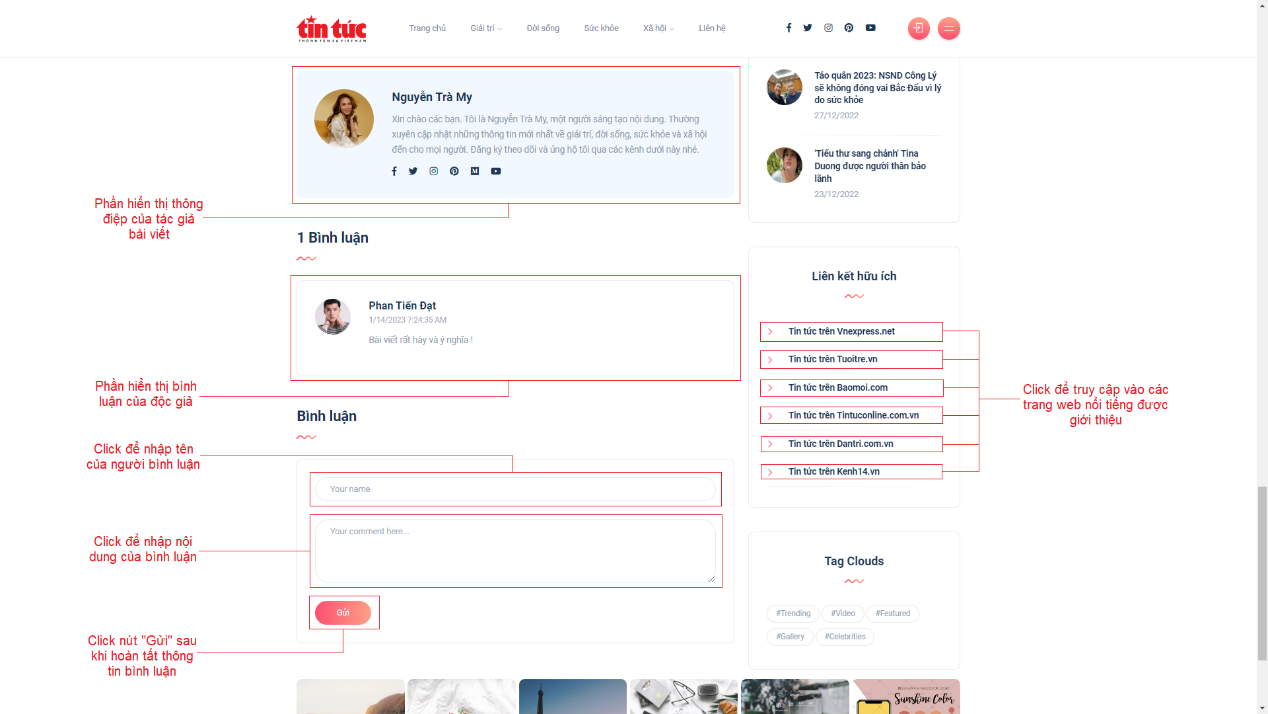 tin tức
THÔNG TẤN XÃ VIỆT NAM
Trang chủ
Giải trí
Đời sống
Sức khỏe
Xã hội
Liên hệ
Nguyễn Trà My
Xin chào các bạn. Tôi là Nguyễn Trà My, một người sáng tạo nội dung. Thường
xuyên cập nhật những thông tin mới nhất về giải trí, đời sống, sức khỏe và xã hội
đến cho mọi người. Đăng ký theo dõi và ủng hộ tôi qua các kênh dưới này nhé.
Táo quân 2023: NSND Công Lý
sẽ không đóng vai Bắc Đẩu vì lý
do sức khỏe
27/12/2022
'Tiểu thư sang chảnh' Tina
Duong được người thân bảo
lãnh
23/12/2022
Phần hiển thị thông
điệp của tác giả
bài viết
1 Bình luận
Phan Tiến Đạt
1/14/2023 7:24:35 AM
Bài viết rất hay và ý nghĩa !
Phần hiển thị bình
luận của độc giả
Bình luận
Click để nhập tên
của người bình luận
Your name
Click để nhập nội
dung của bình luận
Your comment here...
Gửi
Click nút "Gửi" sau
khi hoàn tất thông
tin bình luận
Liên kết hữu ích
Tin tức trên Vnexpress.net
Tin tức trên Tuoitre.vn
Tin tức trên Baomoi.com
Tin tức trên Tintuconline.com.vn
Tin tức trên Dantri.com.vn
Tin tức trên Kenh14.vn
Click để truy cập vào các
trang web nổi tiếng được
giới thiệu
Tag Clouds
#Trending
#Video
#Featured
#Gallery
#Celebrities
Sunshine Color